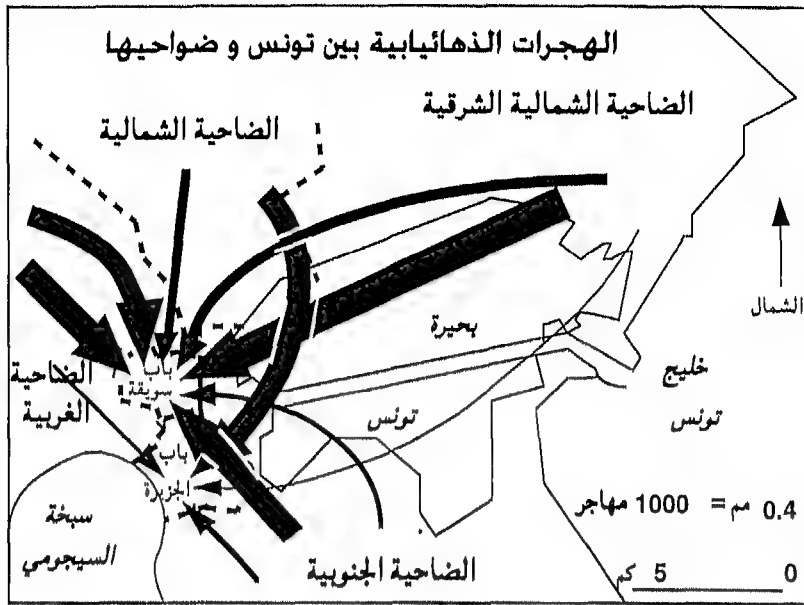 الهجرات الذهائيابية بين تونس و ضواحيها
الضاحية الشمالية الشرقية
الضاحية الشمالية
الشمال
بحيرة
تونس
خليج
تونس
باب
سويقة
الضاحية
الغربية
باب
الجزيرة
سبخة
السيجومي
الضاحية الجنوبية
0.4 مم = 1000 مهاجر
0 5 كم